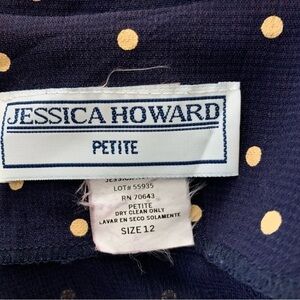 JESSICA HOWARD
PETITE
LOT# 55935
RN 70643
PETITE
DRY CLEAN ONLY
LAVAR EN SECO SOLAMENTE
SIZE 12